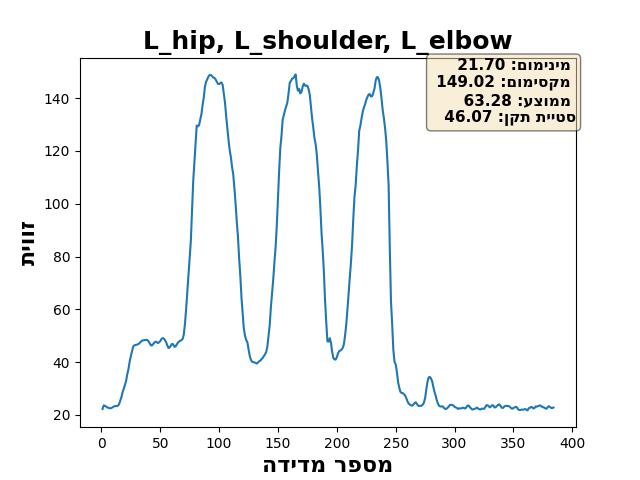 L_hip, L_shoulder, L_elbow
מינימום: 21.70
מקסימום: 149.02
ממוצע: 63.28
סטיית תקן: 46.07
140
120
100
80
60
40
20
זווית
0 50 100 150 200 250 300 350 400
מספר מדידה